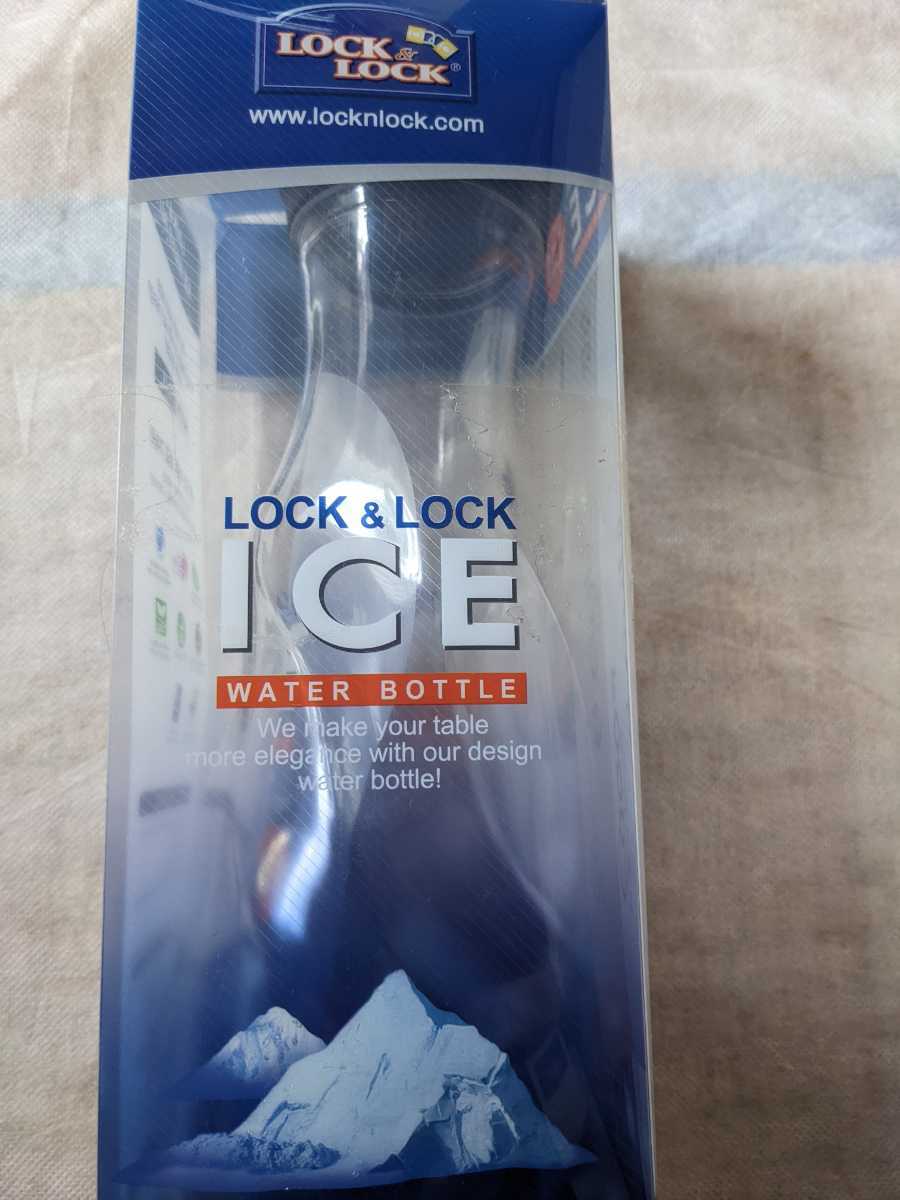 LOCK &
LOCK®
www.locknlock.com
LOCK & LOCK
ICE
WATER BOTTLE
We make your table
more elegance with our design
water bottle!